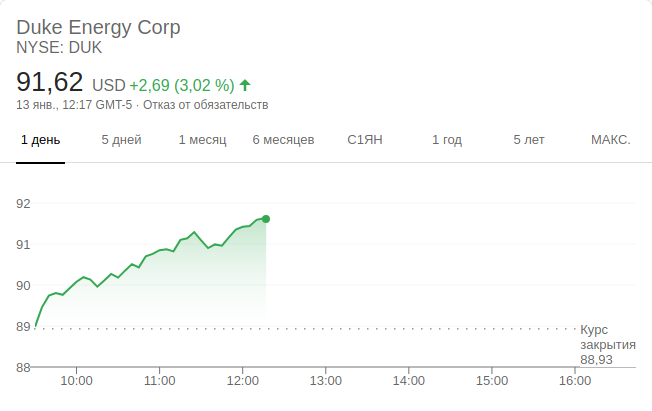 Duke Energy Corp
NYSE: DUK
91,62 USD +2,69 (3,02 %)
13 янв., 12:17 GMT-5 · Отказ от обязательств
1 день 5 дней 1 месяц 6 месяцев С1ЯН 1 год 5 лет МАКС.
92
91
90
89
Курс
закрытия
88,93
88
10:00 11:00 12:00 13:00 14:00 15:00 16:00